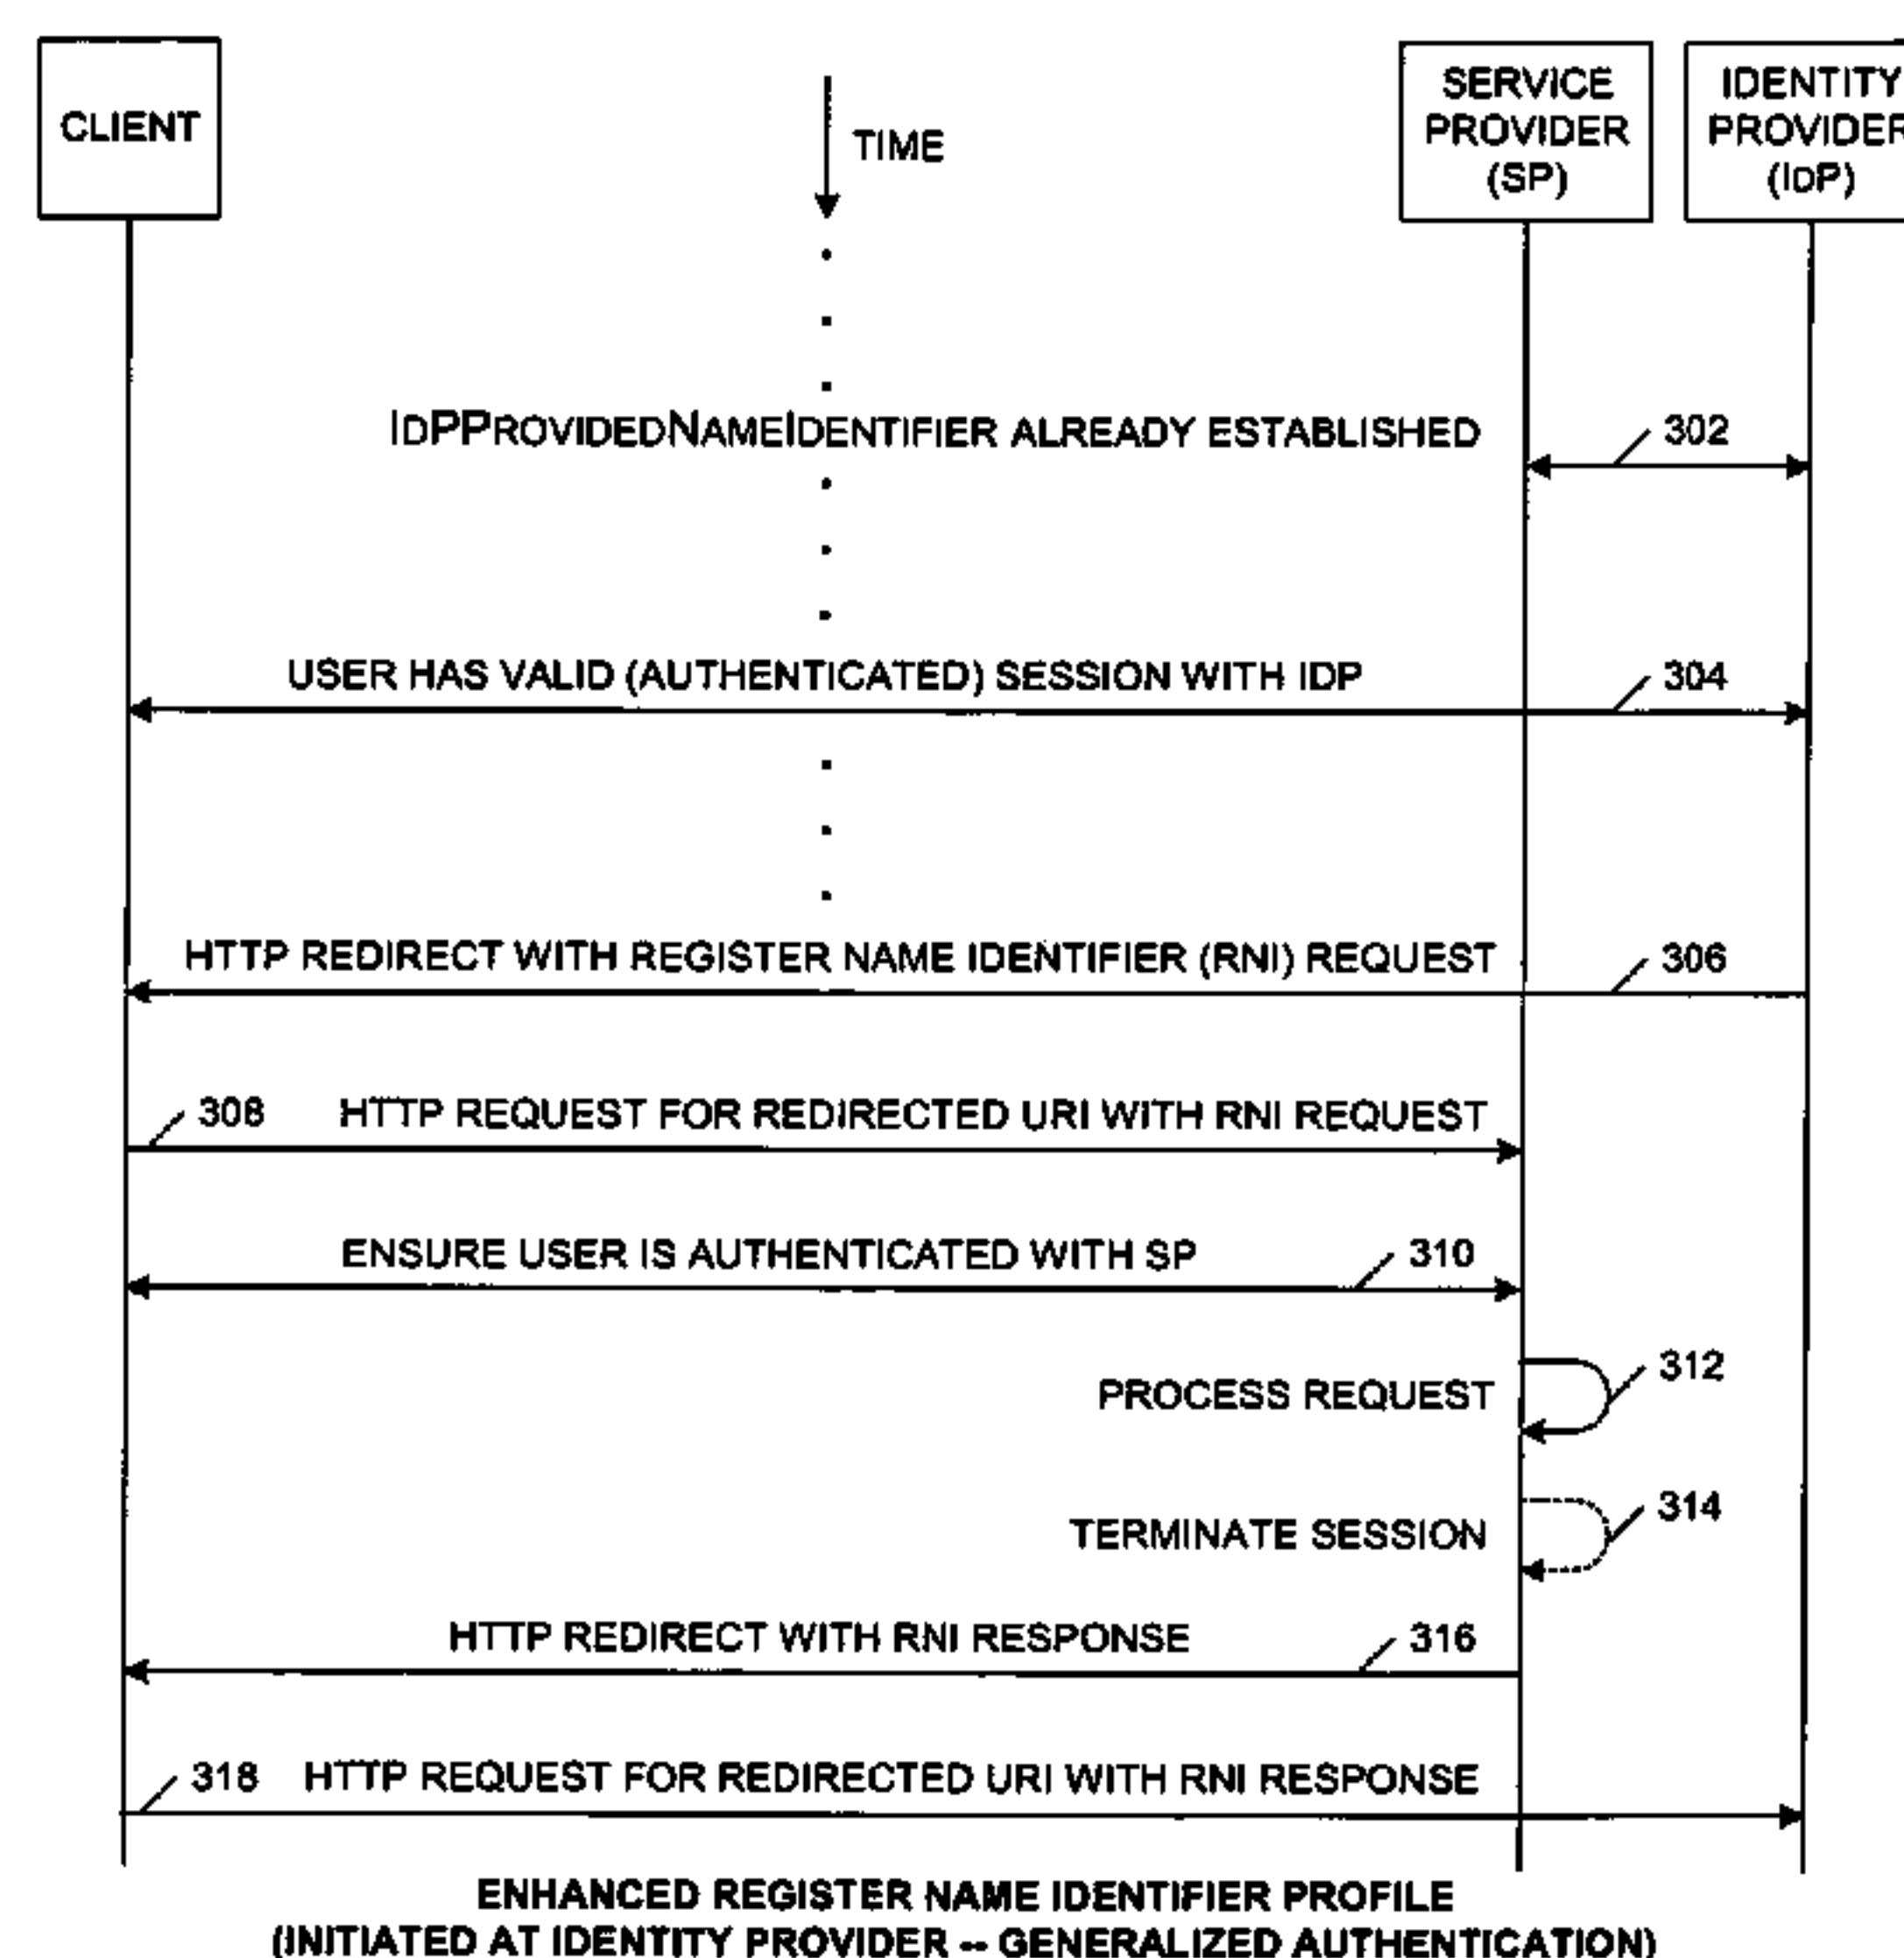 CLIENT
TIME
SERVICE
PROVIDER
(SP)
IDENTITY
PROVIDER
(IDP)
IDPPROVIDEDNAMEIDENTIFIER ALREADY ESTABLISHED
302
USER HAS VALID (AUTHENTICATED) SESSION WITH IDP
304
HTTP REDIRECT WITH REGISTER NAME IDENTIFIER (RNI) REQUEST
306
308
HTTP REQUEST FOR REDIRECTED URI WITH RNI REQUEST
ENSURE USER IS AUTHENTICATED WITH SP
310
PROCESS REQUEST
312
TERMINATE SESSION
314
HTTP REDIRECT WITH RNI RESPONSE
316
318
HTTP REQUEST FOR REDIRECTED URI WITH RNI RESPONSE
ENHANCED REGISTER NAME IDENTIFIER PROFILE
(INITIATED AT IDENTITY PROVIDER -- GENERALIZED AUTHENTICATION)